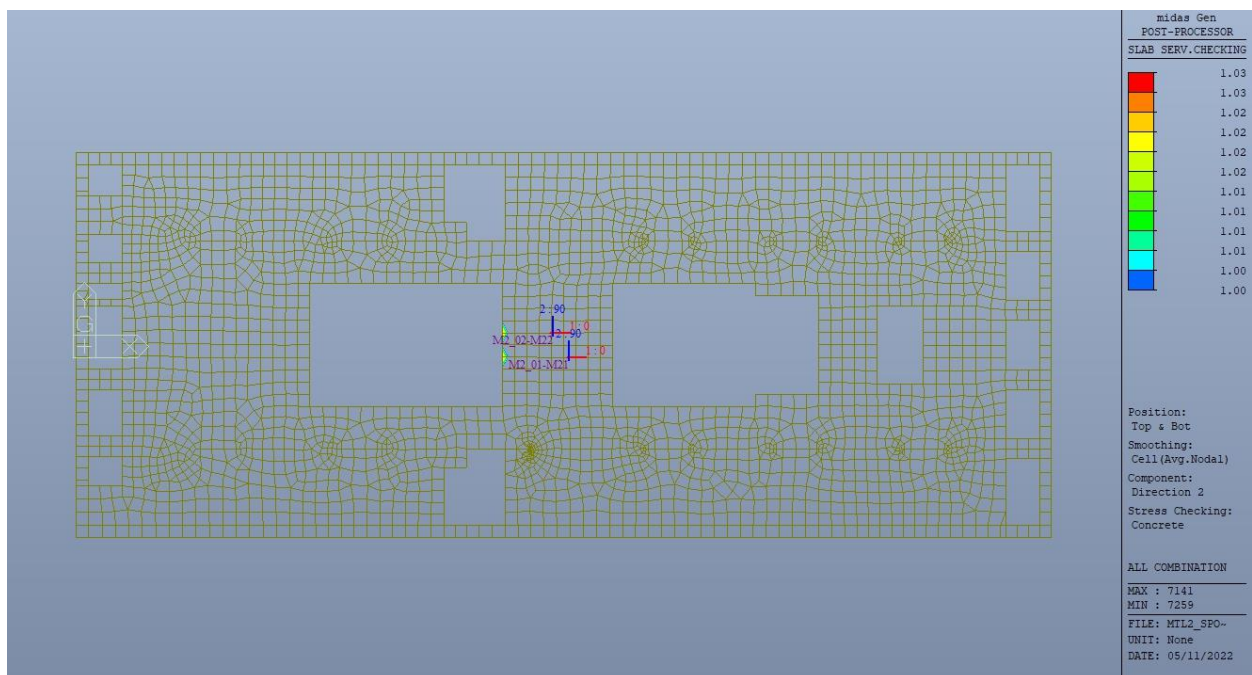 midas Gen
POST-PROCESSOR
SLAB SERV.CHECKING
1.03
1.03
1.02
1.02
1.02
1.02
1.01
1.01
1.01
1.01
1.00
1.00
2 : 90
1 : 0
M2_02-M22
2 : 90
1 : 0
M2_01-M21
X
Position:
Top & Bot
Smoothing:
Cell(Avg.Nodal)
Component:
Direction 2
Stress Checking:
Concrete
ALL COMBINATION
MAX : 7141
MIN : 7259
FILE: MTL2_SPO~
UNIT: None
DATE: 05/11/2022